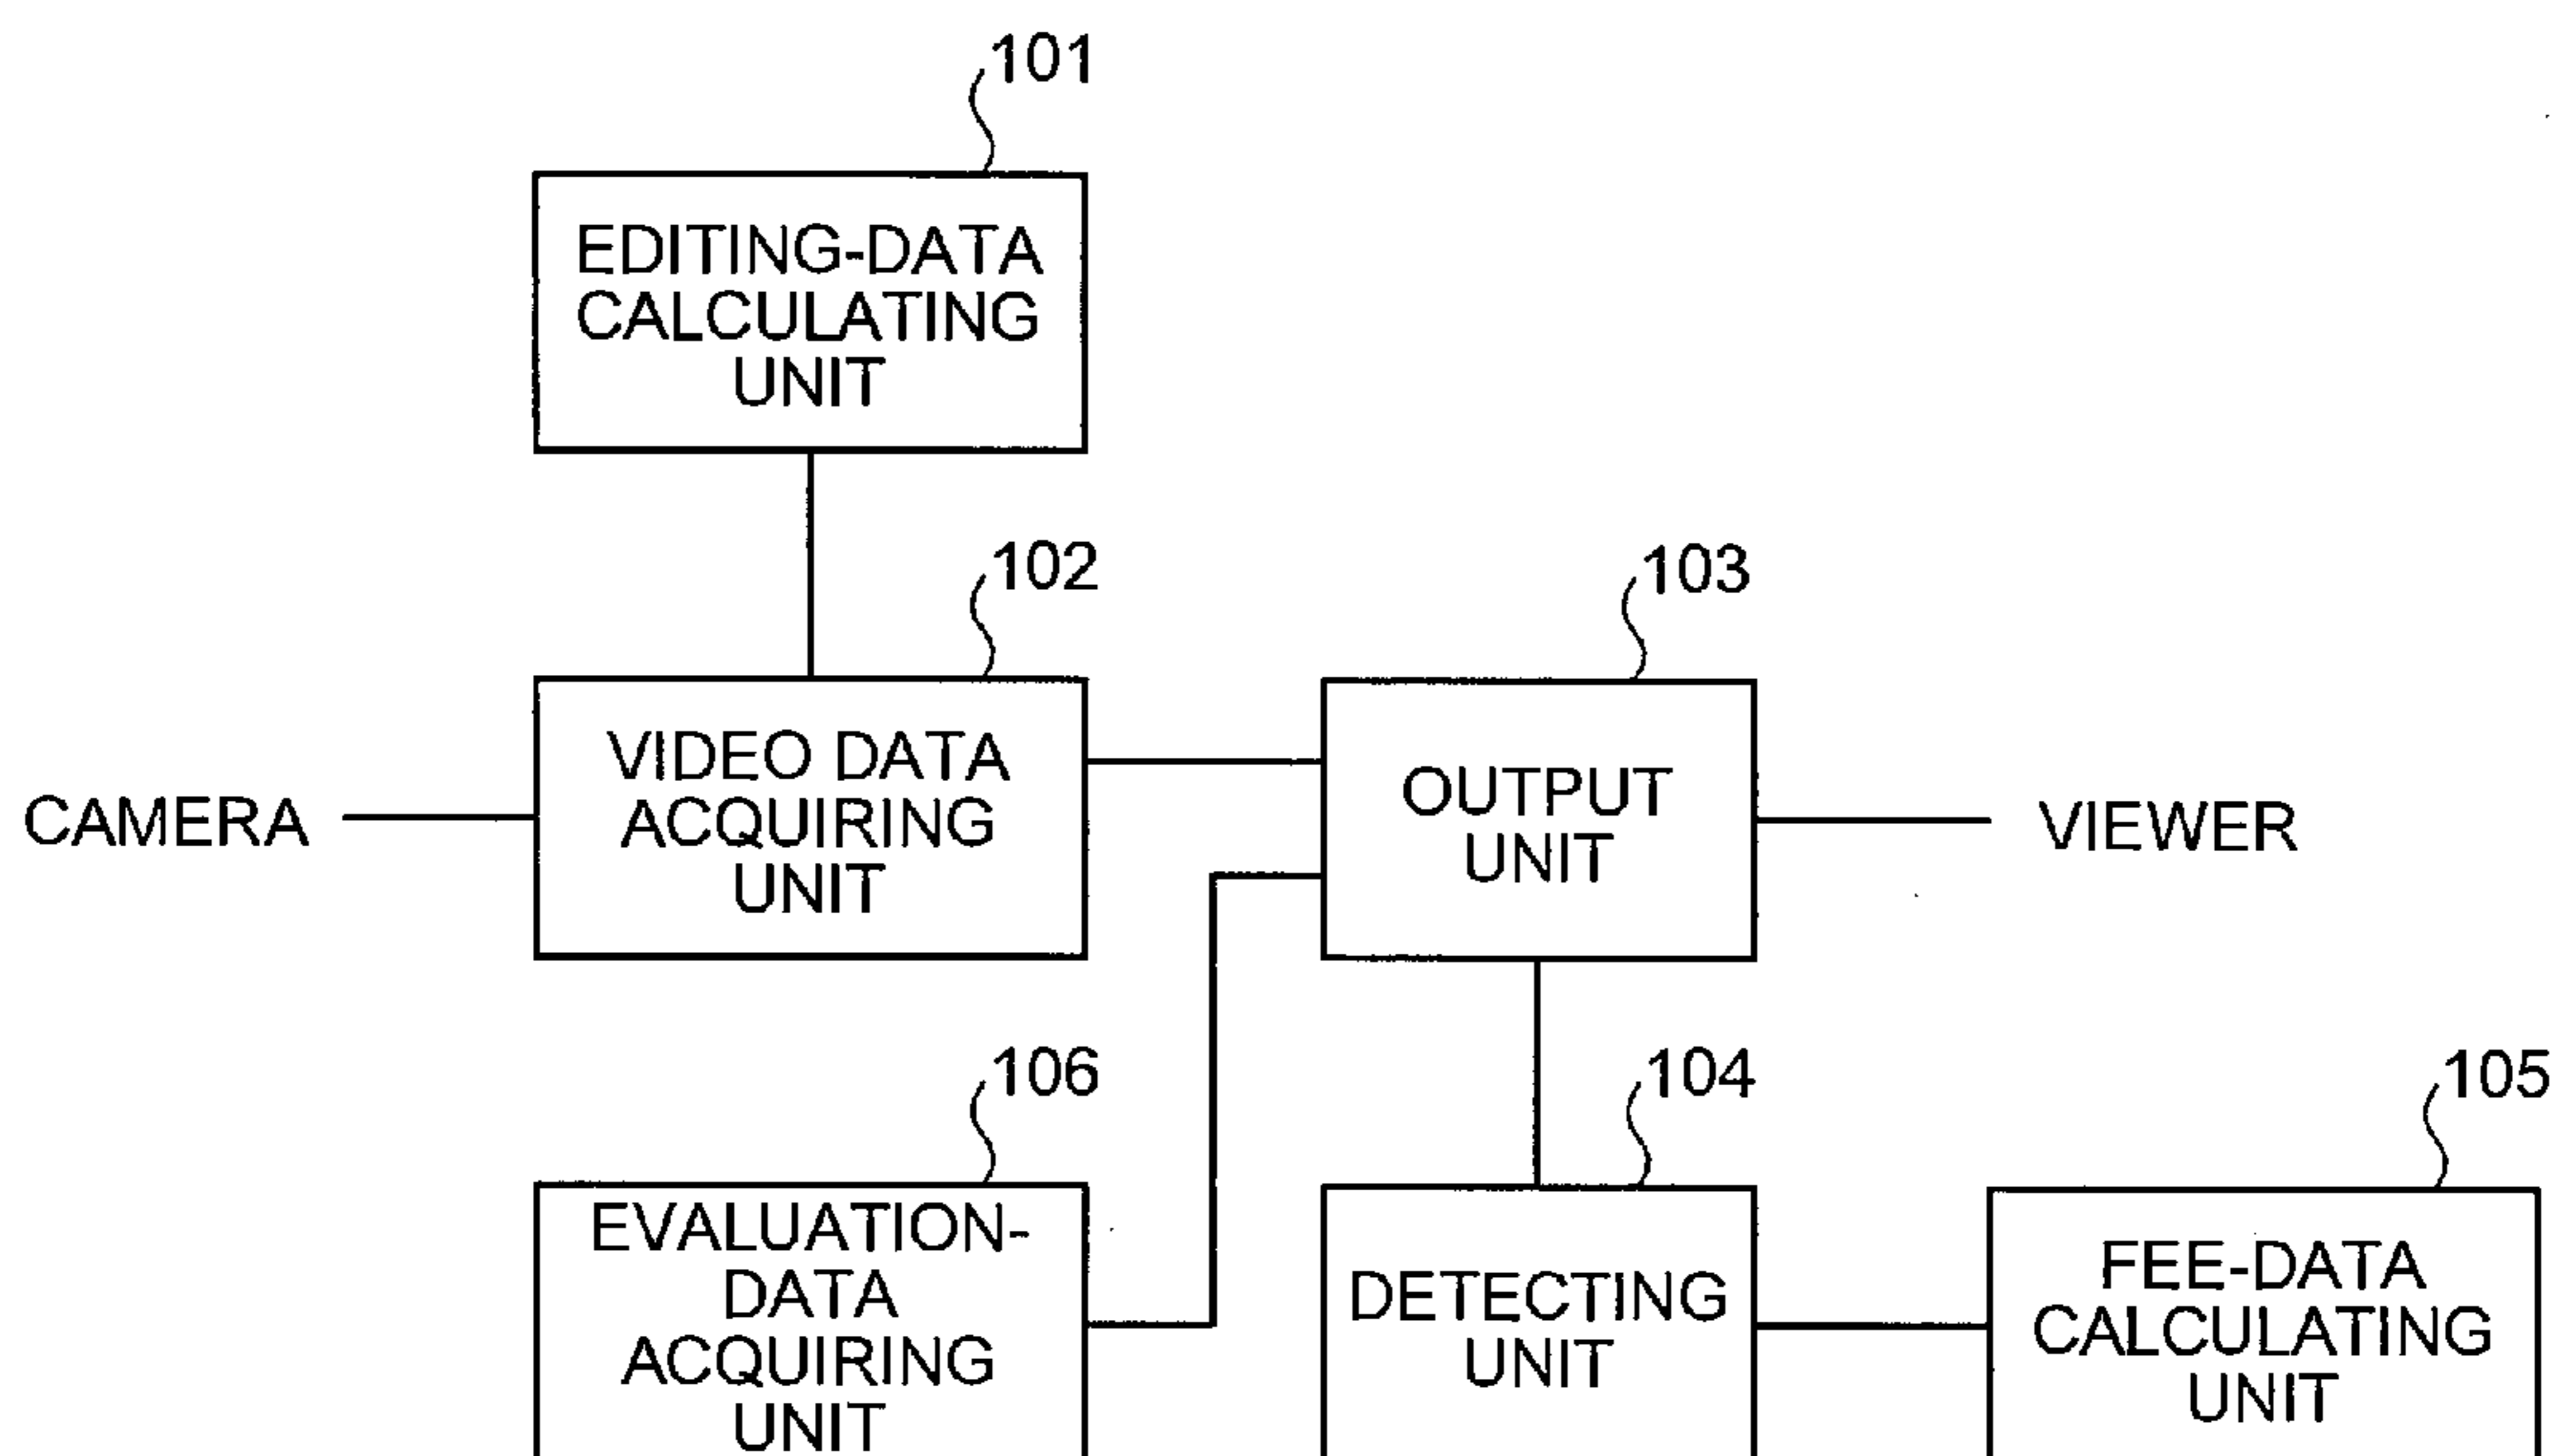 101
EDITING-DATA
CALCULATING
UNIT
102
103
CAMERA
VIDEO DATA
ACQUIRING
UNIT
OUTPUT
UNIT
VIEWER
106
104
105
EVALUATION-
DATA
ACQUIRING
UNIT
DETECTING
UNIT
FEE-DATA
CALCULATING
UNIT